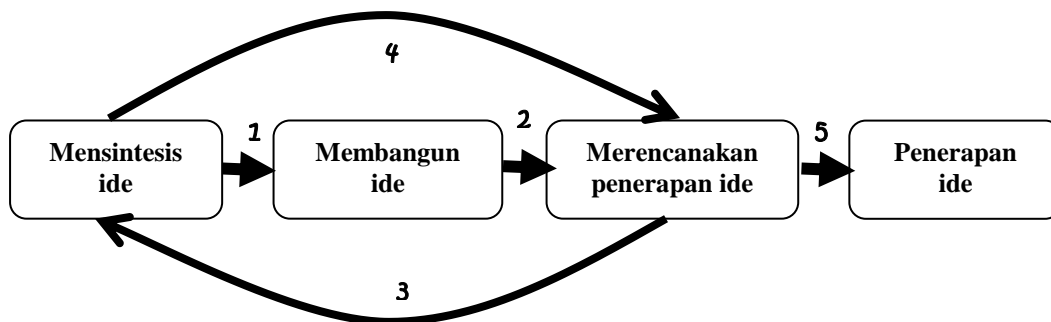 4
1
2
5
Mensintesis
ide
Membangun
ide
Merencanakan
penerapan ide
Penerapan
ide
3